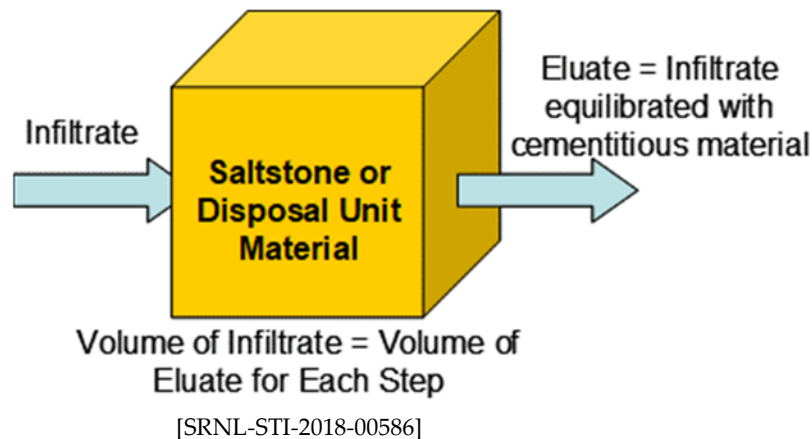 Infiltrate
Saltstone or
Disposal Unit
Material
Eluate = Infiltrate
equilibrated with
cementitious material
Volume of Infiltrate = Volume of
Eluate for Each Step
[SRNL-STI-2018-00586]